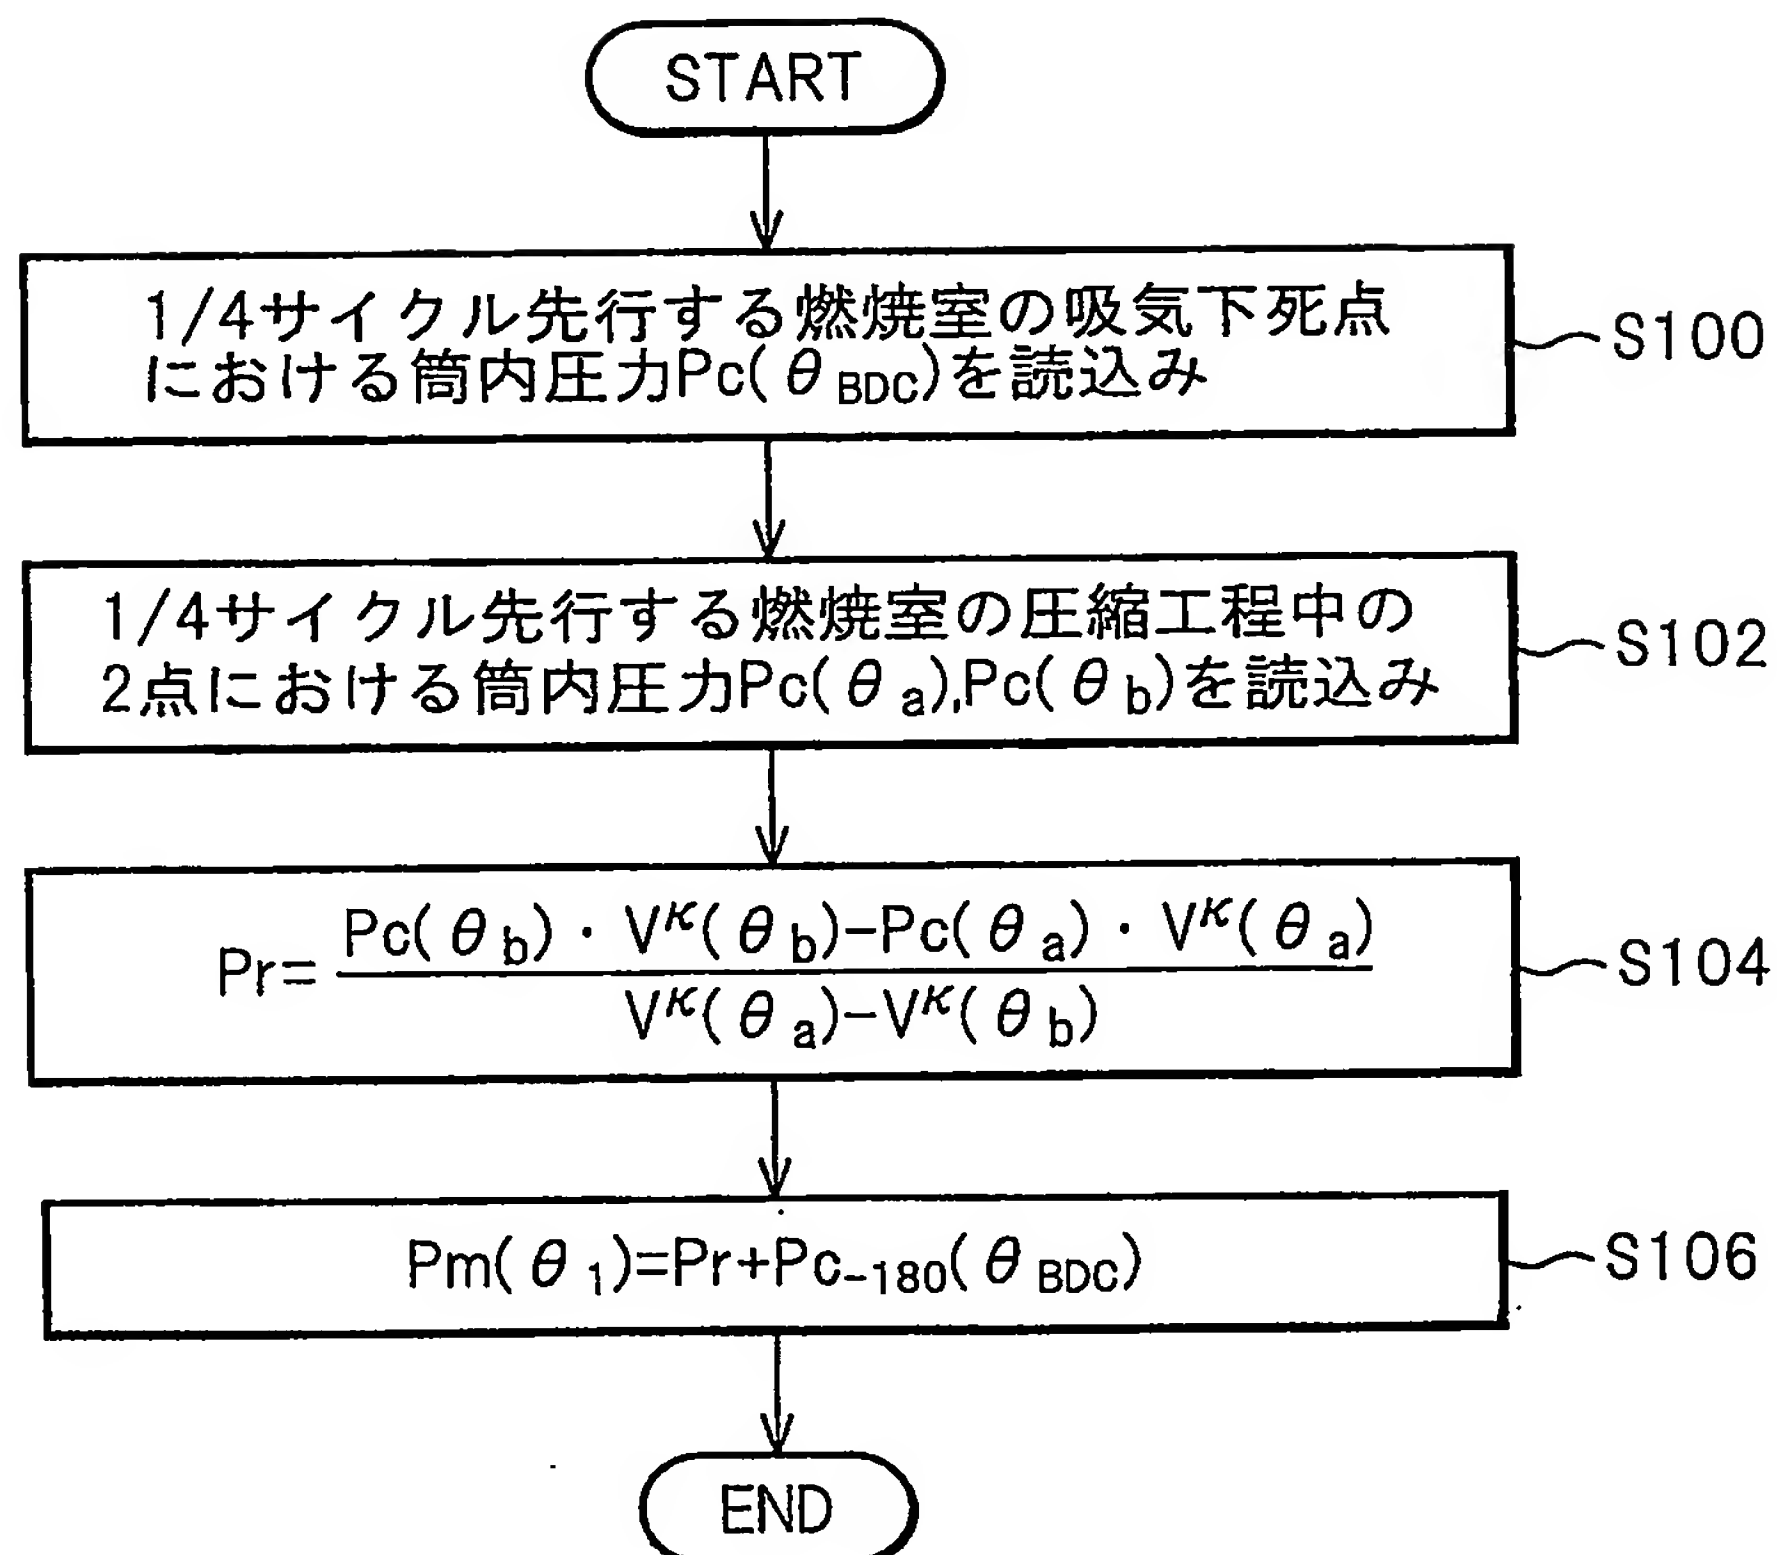 START
1/4サイクル先行する燃焼室の吸気下死点
における筒内圧力Pc(θBDC)を読込み
S100
1/4サイクル先行する燃焼室の圧縮工程中の
2点における筒内圧力Pc(θa),Pc(θb)を読込み
S102
Pc(θb)・Vκ(θb)−Pc(θa)・Vκ(θa)
Pr=
Vκ(θa)−Vκ(θb)
S104
Pm(θ1)=Pr+Pc−180(θBDC)
S106
END